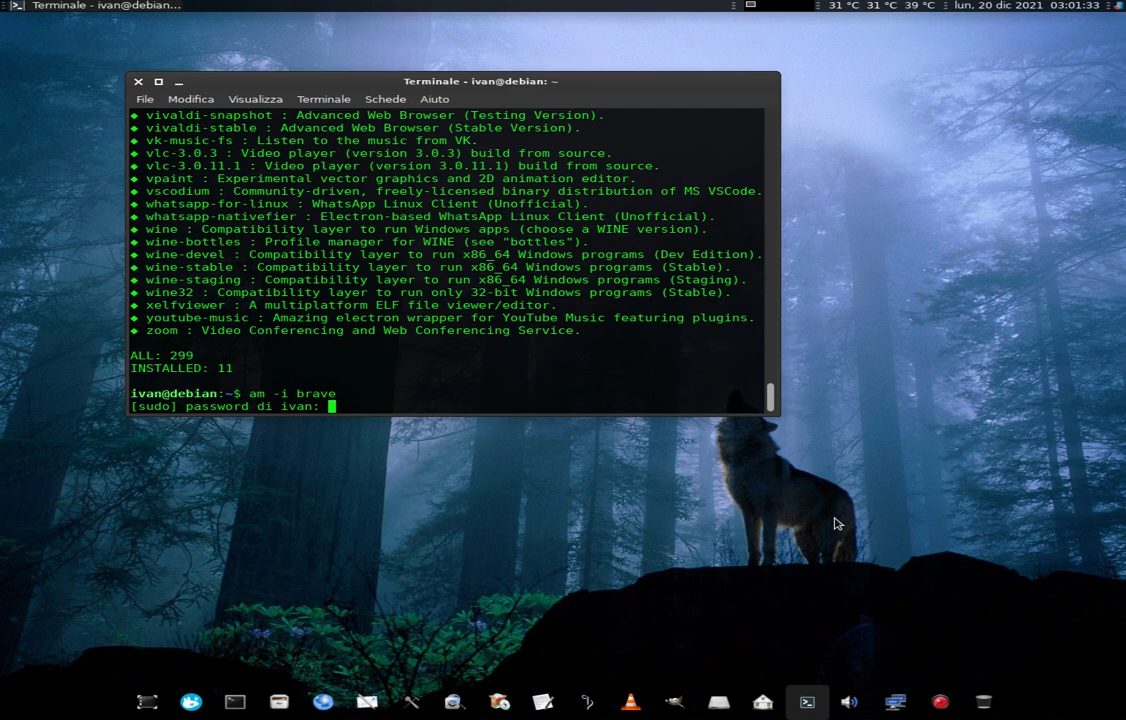 Terminale - ivan@debian...
31 °C 31 °C 39 °C lun, 20 dic 2021 03:01:33
Terminale - ivan@debian: ~
File Modifica Visualizza Terminale Schede Aiuto
◆ vivaldi-snapshot : Advanced Web Browser (Testing Version).
◆ vivaldi-stable : Advanced Web Browser (Stable Version).
◆ vk-music-fs : Listen to the music from VK.
◆ vlc-3.0.3 : Video player (version 3.0.3) build from source.
◆ vlc-3.0.11.1 : Video player (version 3.0.11.1) build from source.
◆ vpaint : Experimental vector graphics and 2D animation editor.
◆ vscodium : Community-driven, freely-licensed binary distribution of MS VSCode.
◆ whatsapp-for-linux : WhatsApp Linux Client (Unofficial).
◆ whatsapp-nativefier : Electron-based WhatsApp Linux Client (Unofficial).
◆ wine : Compatibility layer to run Windows apps (choose a WINE version).
◆ wine-bottles : Profile manager for WINE (see "bottles").
◆ wine-devel : Compatibility layer to run x86_64 Windows programs (Dev Edition).
◆ wine-stable : Compatibility layer to run x86_64 Windows programs (Stable).
◆ wine-staging : Compatibility layer to run x86_64 Windows programs (Staging).
◆ wine32 : Compatibility layer to run only 32-bit Windows programs (Stable).
◆ xelfviewer : A multiplatform ELF file viewer/editor.
◆ youtube-music : Amazing electron wrapper for YouTube Music featuring plugins.
◆ zoom : Video Conferencing and Web Conferencing Service.
ALL: 299
INSTALLED: 11
ivan@debian:~$ am -i brave
[sudo] password di ivan: